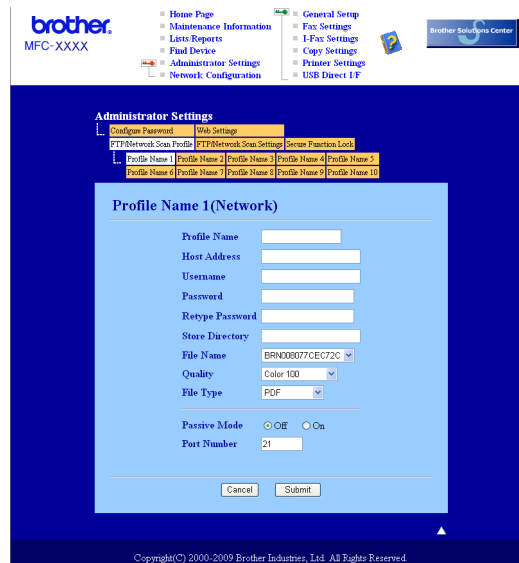 brother.
MFC-XXXX
Home Page
Maintenance Information
Lists/Reports
Find Device
Administrator Settings
Network Configuration
General Setup
Fax Settings
I-Fax Settings
Copy Settings
Printer Settings
USB Direct I/F
Brother Solutions Center
Administrator Settings
Configure Password Web Settings
FTP/Network Scan Profile FTP/Network Scan Settings Secure Function Lock
Profile Name 1 Profile Name 2 Profile Name 3 Profile Name 4 Profile Name 5
Profile Name 6 Profile Name 7 Profile Name 8 Profile Name 9 Profile Name 10
Profile Name 1(Network)
Profile Name
Host Address
Username
Password
Retype Password
Store Directory
File Name BRN008077CEC72C
Quality Color 100
File Type PDF
Passive Mode Off On
Port Number 21
Cancel Submit
Copyright(C) 2000-2009 Brother Industries, Ltd. All Rights Reserved.